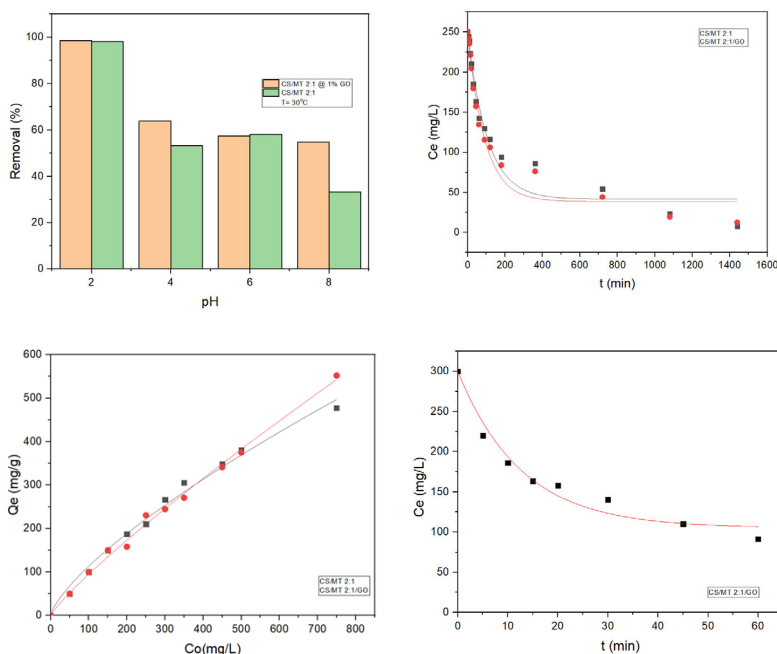 100
80
60
40
20
0
Removal (%)
CS/MT 2:1 @ 1% GO
CS/MT 2:1
T= 30°C
2 4 6 8
pH
250
200
150
100
50
0
Ce (mg/L)
CS/MT 2:1
CS/MT 2:1/GO
0 200 400 600 800 1000 1200 1400 1600
t (min)
600
500
400
300
200
100
0
Qe (mg/g)
CS/MT 2:1
CS/MT 2:1/GO
0 100 200 300 400 500 600 700 800
Co(mg/L)
300
250
200
150
100
50
0
Ce (mg/L)
CS/MT 2:1/GO
0 10 20 30 40 50 60
t (min)